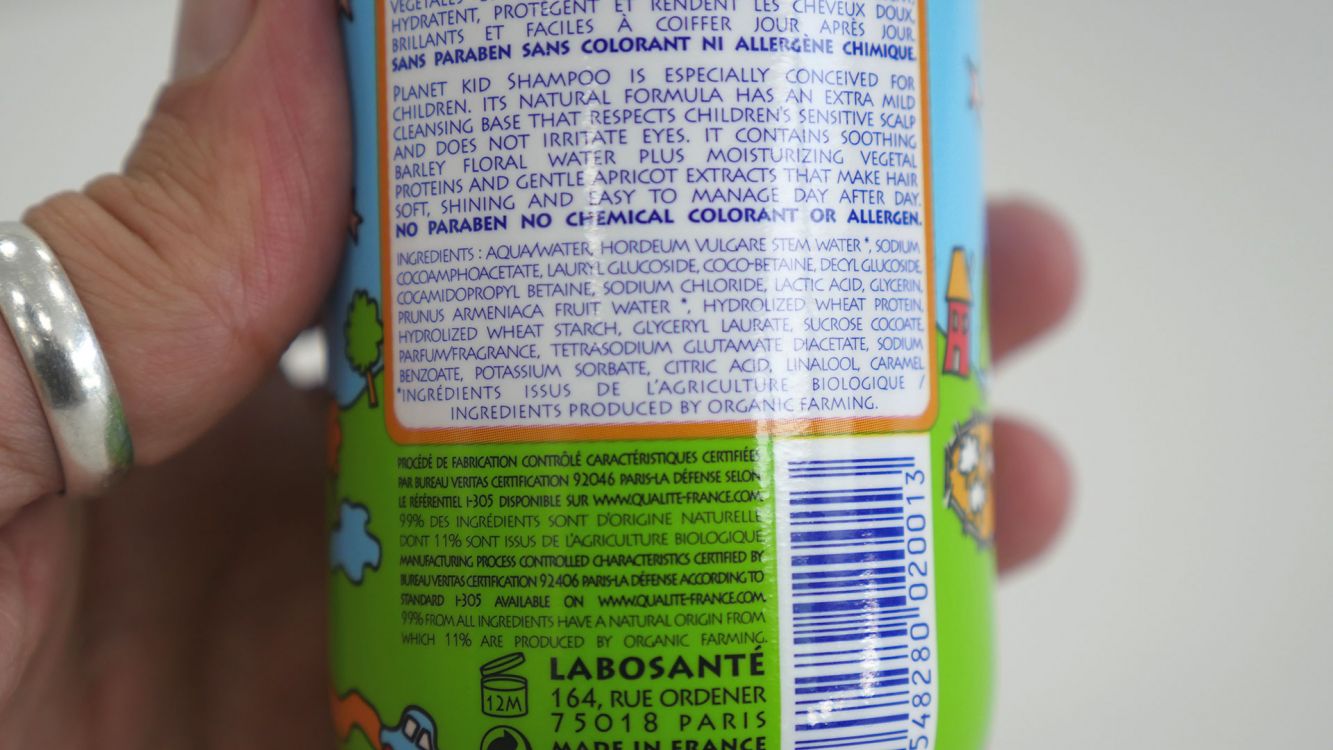 HYDRATENT, PROTÈGENT ET RENDENT LES CHEVEUX DOUX,
BRILLANTS ET FACILES À COIFFER JOUR APRÈS JOUR.
SANS PARABEN SANS COLORANT NI ALLERGÈNE CHIMIQUE.
PLANET KID SHAMPOO IS ESPECIALLY CONCEIVED FOR
CHILDREN. ITS NATURAL FORMULA HAS AN EXTRA MILD
CLEANSING BASE THAT RESPECTS CHILDREN'S SENSITIVE SCALP
AND DOES NOT IRRITATE EYES. IT CONTAINS SOOTHING
BARLEY FLORAL WATER PLUS MOISTURIZING VEGETAL
PROTEINS AND GENTLE APRICOT EXTRACTS THAT MAKE HAIR
SOFT, SHINING AND EASY TO MANAGE DAY AFTER DAY.
NO PARABEN NO CHEMICAL COLORANT OR ALLERGEN.
INGREDIENTS : AQUA/WATER, HORDEUM VULGARE STEM WATER*, SODIUM
COCOAMPHOACETATE, LAURYL GLUCOSIDE, COCO-BETAINE, DECYL GLUCOSIDE,
COCAMIDOPROPYL BETAINE, SODIUM CHLORIDE, LACTIC ACID, GLYCERIN,
PRUNUS ARMENIACA FRUIT WATER *, HYDROLIZED WHEAT PROTEIN,
HYDROLIZED WHEAT STARCH, GLYCERYL LAURATE, SUCROSE COCOATE,
PARFUM/FRAGRANCE, TETRASODIUM GLUTAMATE DIACETATE, SODIUM
BENZOATE, POTASSIUM SORBATE, CITRIC ACID, LINALOOL, CARAMEL
*INGRÉDIENTS ISSUS DE L'AGRICULTURE BIOLOGIQUE /
INGREDIENTS PRODUCED BY ORGANIC FARMING.
PROCÉDÉ DE FABRICATION CONTRÔLÉ CARACTÉRISTIQUES CERTIFIÉES
PAR BUREAU VERITAS CERTIFICATION 92046 PARIS-LA DÉFENSE SELON
LE RÉFÉRENTIEL I-305 DISPONIBLE SUR WWW.QUALITE-FRANCE.COM.
99% DES INGRÉDIENTS SONT D'ORIGINE NATURELLE
DONT 11% SONT ISSUS DE L'AGRICULTURE BIOLOGIQUE.
MANUFACTURING PROCESS CONTROLLED CHARACTERISTICS CERTIFIED BY
BUREAU VERITAS CERTIFICATION 92406 PARIS-LA DÉFENSE ACCORDING TO
STANDARD I-305 AVAILABLE ON WWW.QUALITE-FRANCE.COM.
99% FROM ALL INGREDIENTS HAVE A NATURAL ORIGIN FROM
WHICH 11% ARE PRODUCED BY ORGANIC FARMING.
12M
LABOSANTÉ
164, RUE ORDENER
75018 PARIS
MADE IN FRANCE
548280 020013